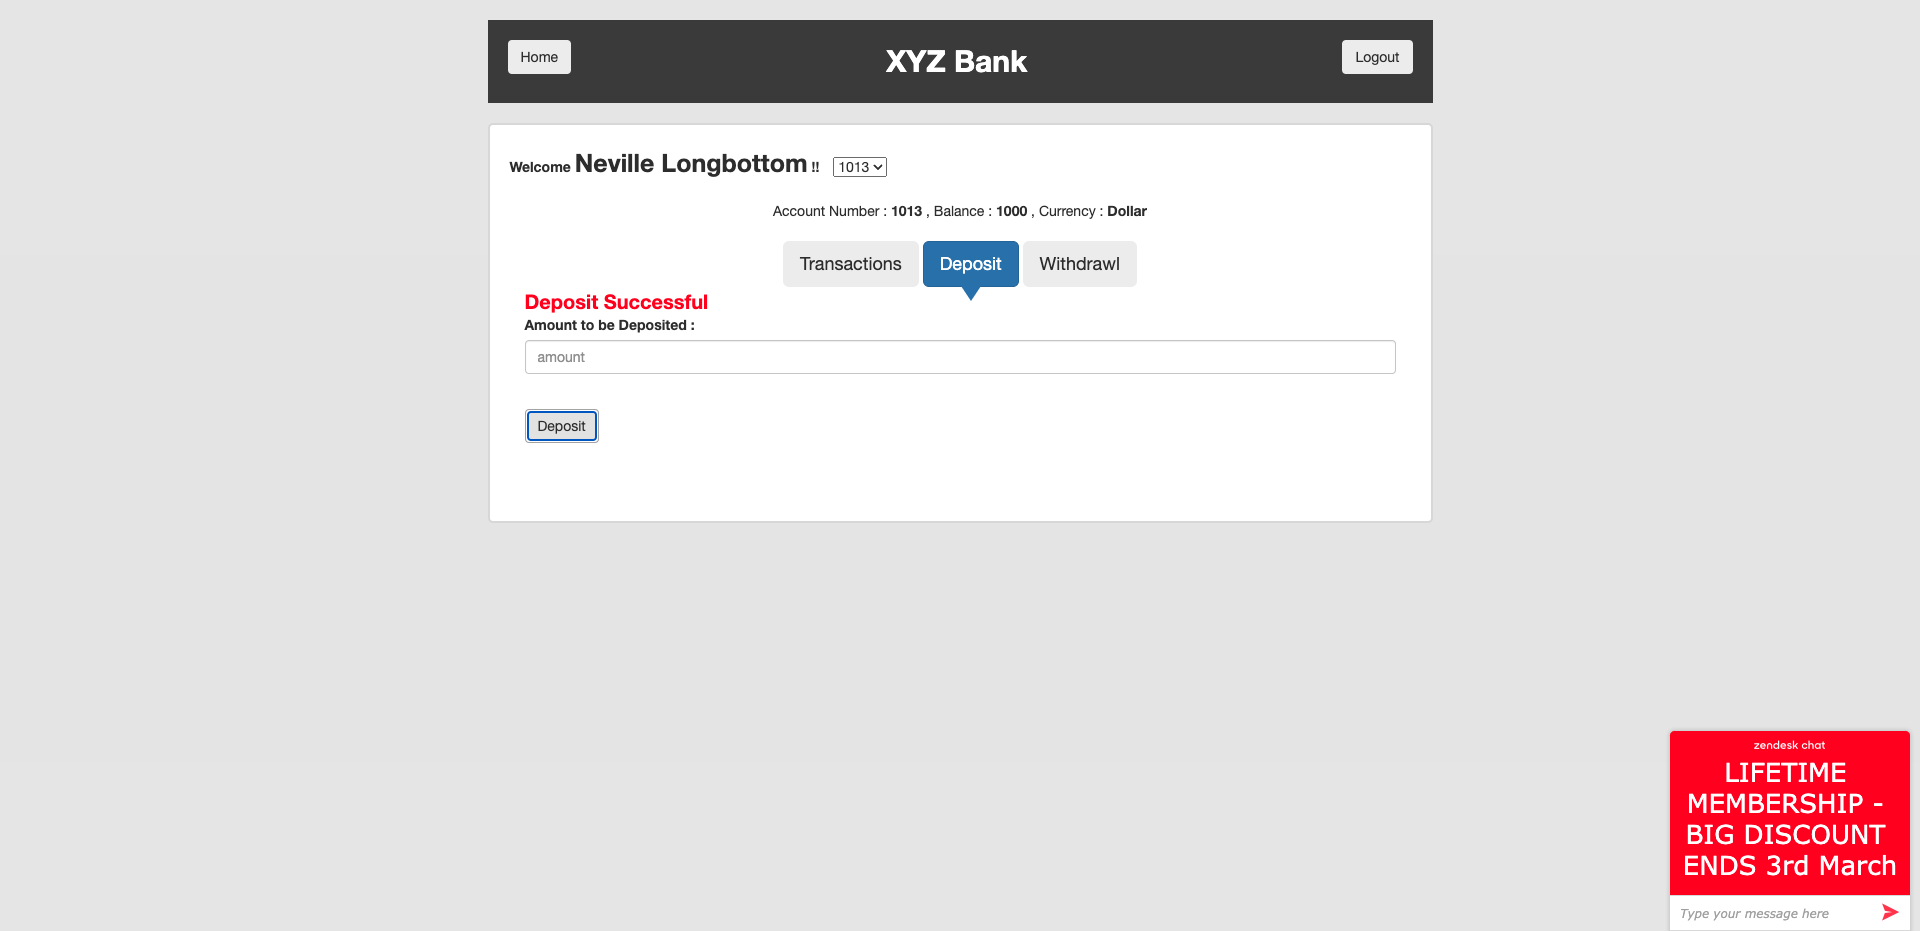 Home
XYZ Bank
Logout
Welcome Neville Longbottom !! 1013
Account Number : 1013 , Balance : 1000 , Currency : Dollar
Transactions
Deposit
Withdrawl
Deposit Successful
Amount to be Deposited :
amount
Deposit
zendesk chat
LIFETIME
MEMBERSHIP -
BIG DISCOUNT
ENDS 3rd March
Type your message here